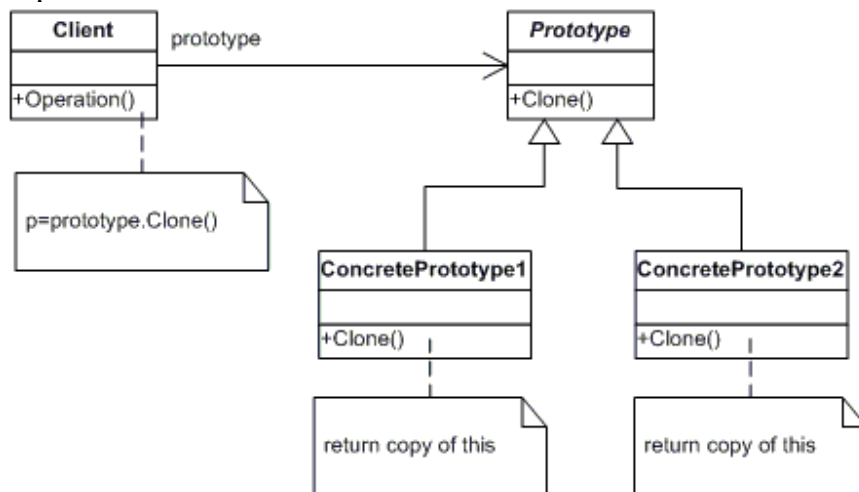 Client
prototype
Prototype
+Operation()
+Clone()
p=prototype.Clone()
ConcretePrototype1
ConcretePrototype2
+Clone()
+Clone()
return copy of this
return copy of this